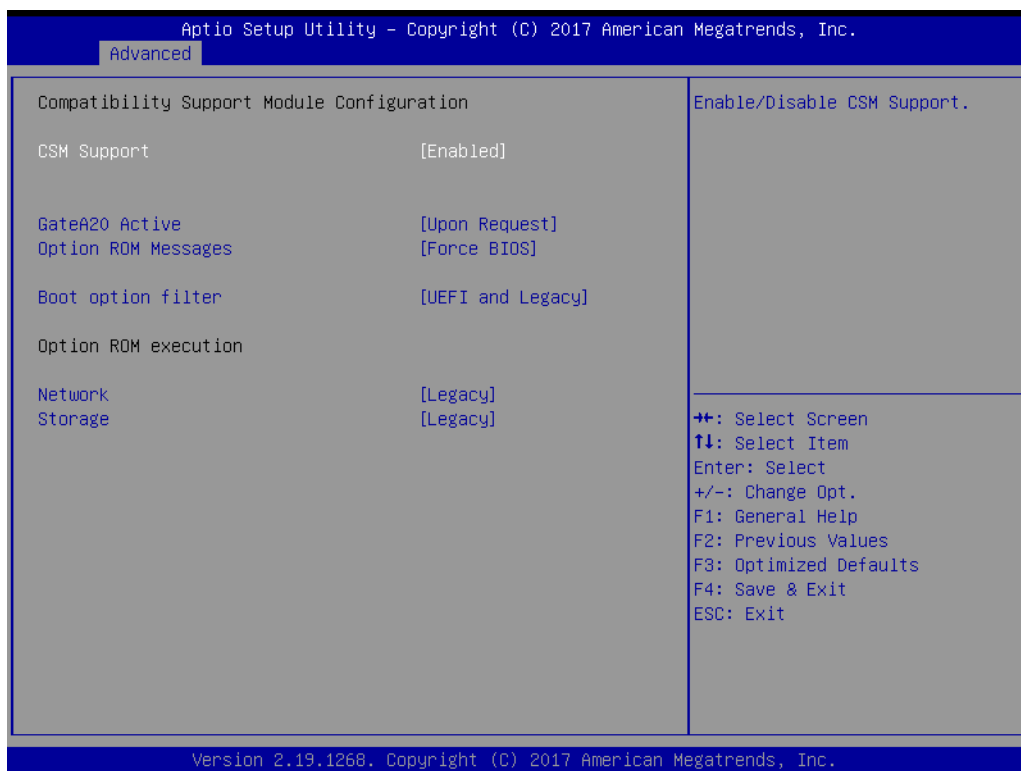 Aptio Setup Utility – Copyright (C) 2017 American Megatrends, Inc.
Advanced
Compatibility Support Module Configuration
CSM Support [Enabled]
GateA20 Active [Upon Request]
Option ROM Messages [Force BIOS]
Boot option filter [UEFI and Legacy]
Option ROM execution
Network [Legacy]
Storage [Legacy]
Enable/Disable CSM Support.
→←: Select Screen
↑↓: Select Item
Enter: Select
+/-: Change Opt.
F1: General Help
F2: Previous Values
F3: Optimized Defaults
F4: Save & Exit
ESC: Exit
Version 2.19.1268. Copyright (C) 2017 American Megatrends, Inc.